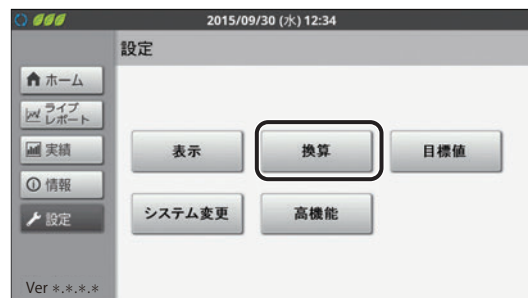 2015/09/30 (水) 12:34
設定
ホーム
ライブ
レポート
実績
情報
設定
表示
換算
目標値
システム変更
高機能
Ver *.*.*.*